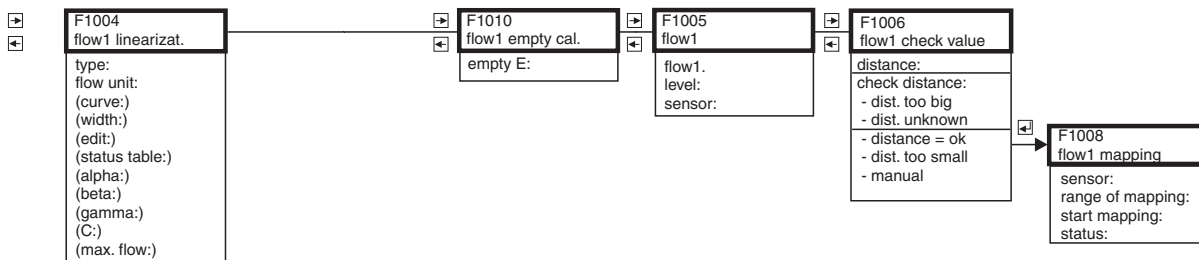 F1004
flow1 linearizat.
type:
flow unit:
(curve:)
(width:)
(edit:)
(status table:)
(alpha:)
(beta:)
(gamma:)
(C:)
(max. flow:)
F1010
flow1 empty cal.
empty E:
F1005
flow1
flow1.
level:
sensor:
F1006
flow1 check value
distance:
check distance:
- dist. too big
- dist. unknown
- distance = ok
- dist. too small
- manual
F1008
flow1 mapping
sensor:
range of mapping:
start mapping:
status: